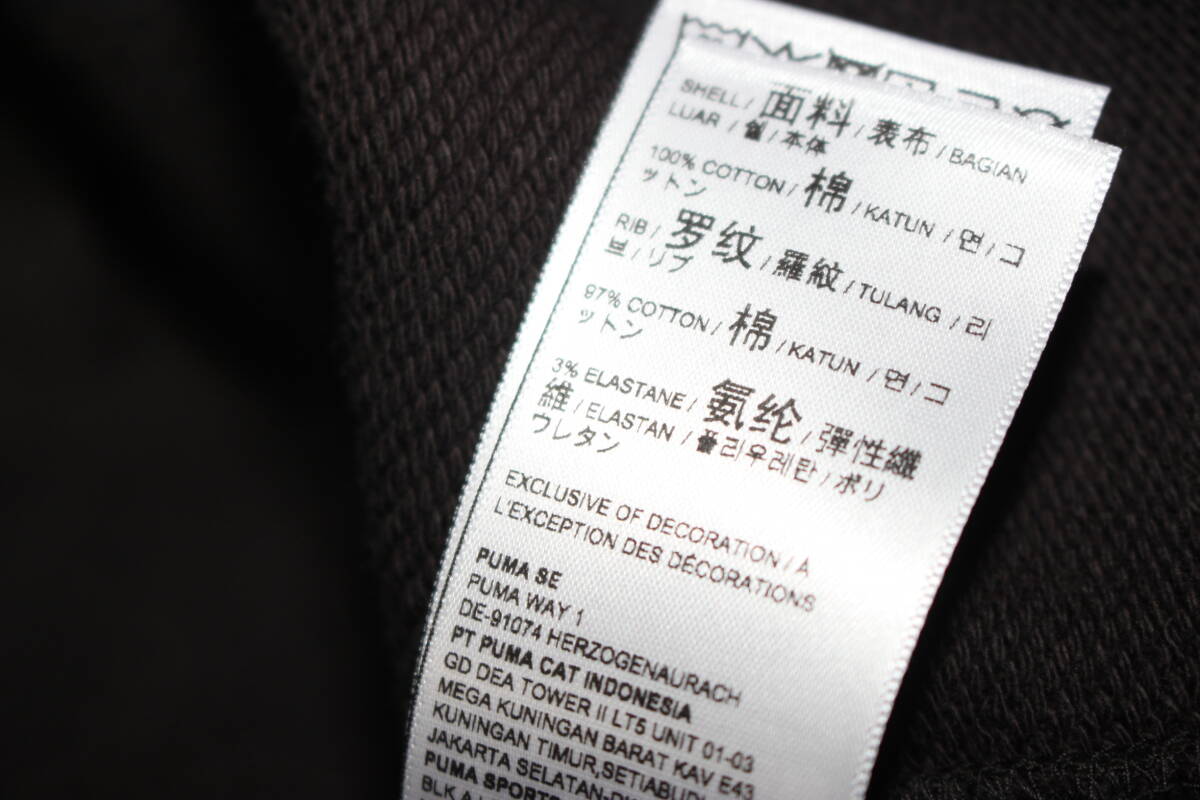 SHELL / 面料 / 表布 / BAGIAN
LUAR / 쉘 / 本体
100% COTTON / 棉 / KATUN / 면 / コ
ットン
RIB / 罗纹 / 羅紋 / TULANG / 리
브 / リブ
97% COTTON / 棉 / KATUN / 면 / コ
ットン
3% ELASTANE / 氨纶 / 彈性纖
維 / ELASTAN / 폴리우레탄 / ポリ
ウレタン
EXCLUSIVE OF DECORATION / À
L'EXCEPTION DES DÉCORATIONS
PUMA SE
PUMA WAY 1
DE-91074 HERZOGENAURACH
PT PUMA CAT INDONESIA
GD DEA TOWER II LT5 UNIT 01-03
MEGA KUNINGAN BARAT KAV E43
KUNINGAN TIMUR,SETIABUDI
JAKARTA SELATAN-
PUMA SPORTS
BLK A